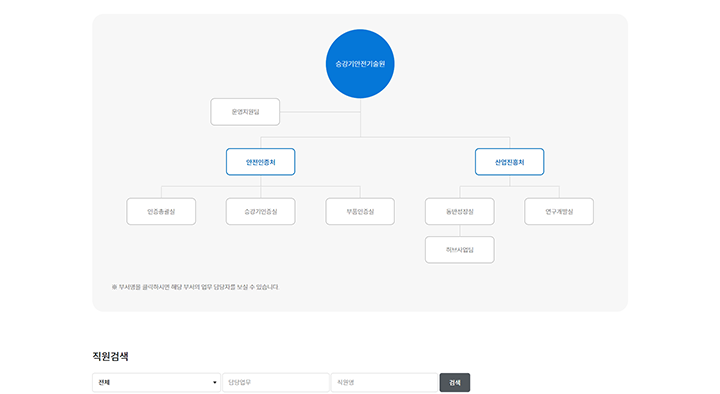 승강기안전기술원
운영지원팀
안전인증처
산업진흥처
인증총괄실
승강기인증실
부품인증실
동반성장실
연구개발실
허브사업팀
※ 부서명을 클릭하시면 해당 부서의 업무 담당자를 보실 수 있습니다.
직원검색
전체
담당업무
직원명
검색